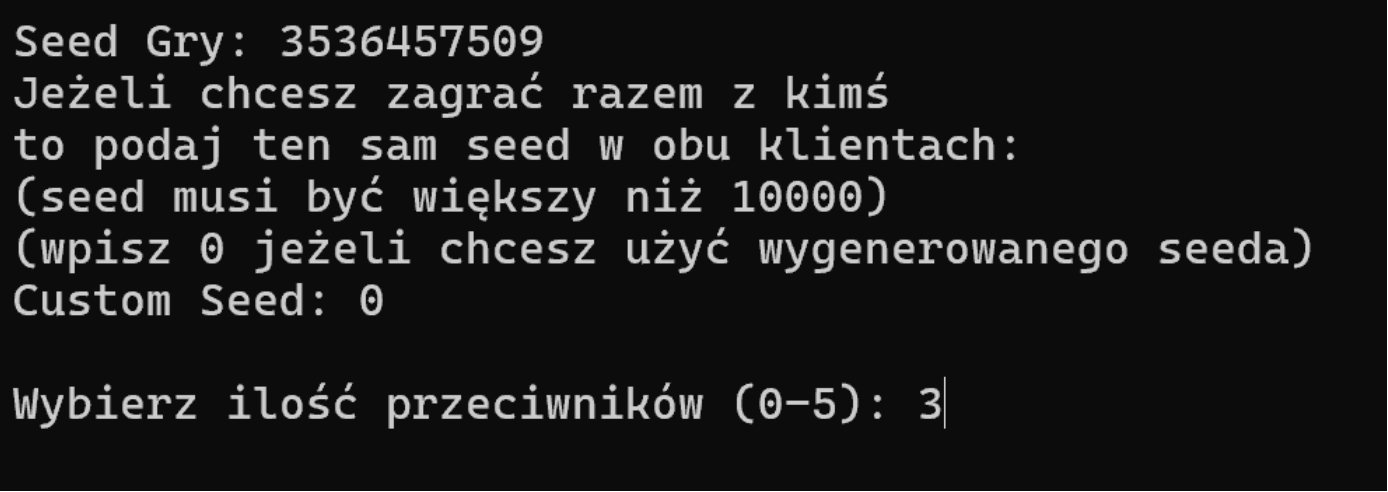 Seed Gry: 3536457509
Jeżeli chcesz zagrać razem z kimś
to podaj ten sam seed w obu klientach:
(seed musi być większy niż 10000)
(wpisz 0 jeżeli chcesz użyć wygenerowanego seeda)
Custom Seed: 0
Wybierz ilość przeciwników (0-5): 3